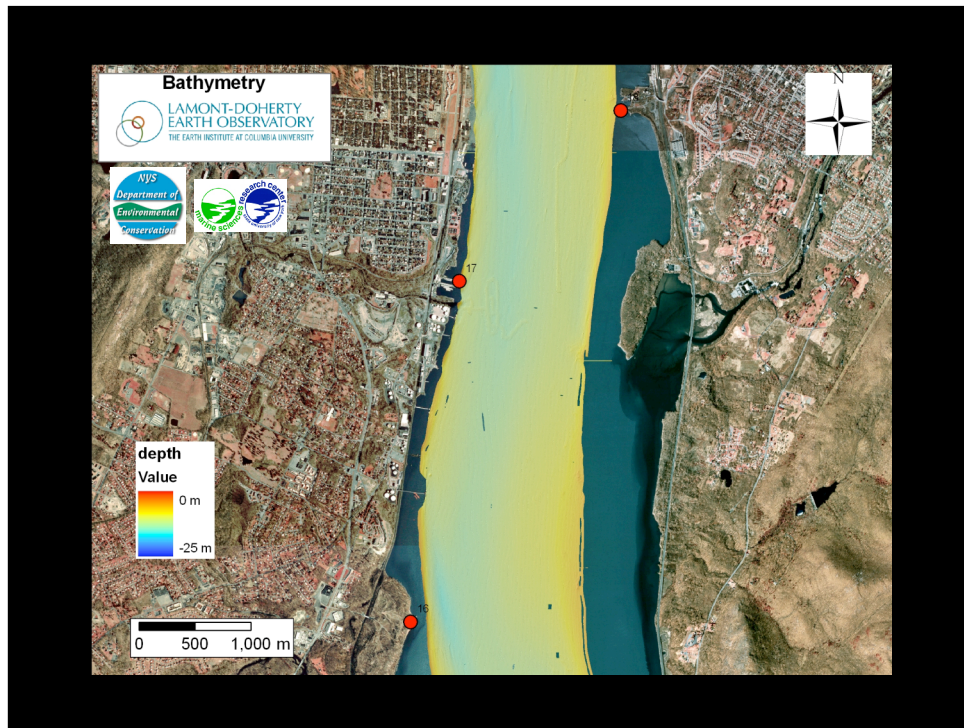 Bathymetry
LAMONT-DOHERTY
EARTH OBSERVATORY
THE EARTH INSTITUTE AT COLUMBIA UNIVERSITY
N
NYS
Department of
Environmental
Conservation
marine sciences
research center
17
depth
Value
0 m
-25 m
16
0 500 1,000 m